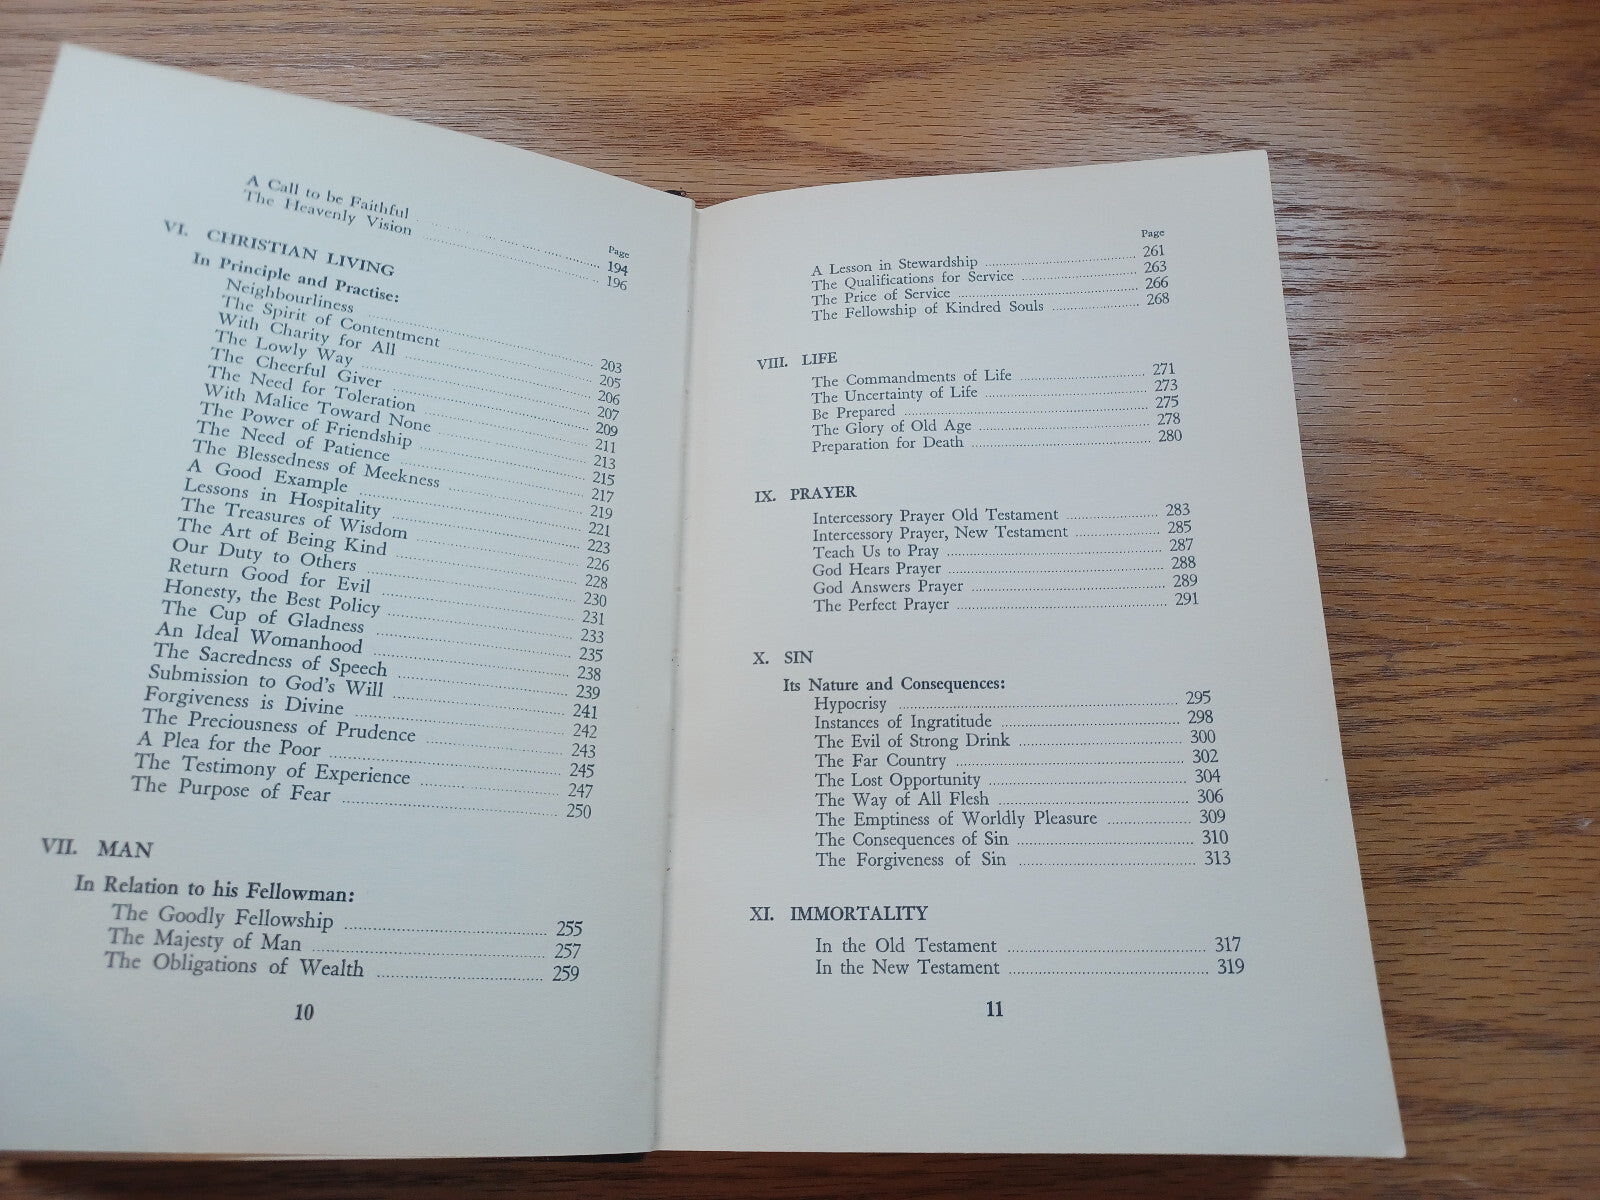 Page
A Call to be Faithful ........ 194
The Heavenly Vision ........ 196
VI. CHRISTIAN LIVING
In Principle and Practise:
Neighbourliness ........ 203
The Spirit of Contentment ........ 205
With Charity for All ........ 206
The Lowly Way ........ 207
The Cheerful Giver ........ 209
The Need for Toleration ........ 211
With Malice Toward None ........ 213
The Power of Friendship ........ 215
The Need of Patience ........ 217
The Blessedness of Meekness ........ 219
A Good Example ........ 221
Lessons in Hospitality ........ 223
The Treasures of Wisdom ........ 226
The Art of Being Kind ........ 228
Our Duty to Others ........ 230
Return Good for Evil ........ 231
Honesty, the Best Policy ........ 233
The Cup of Gladness ........ 235
An Ideal Womanhood ........ 238
The Sacredness of Speech ........ 239
Submission to God's Will ........ 241
Forgiveness is Divine ........ 242
The Preciousness of Prudence ........ 243
A Plea for the Poor ........ 245
The Testimony of Experience ........ 247
The Purpose of Fear ........ 250
VII. MAN
In Relation to his Fellowman:
The Goodly Fellowship ........ 255
The Majesty of Man ........ 257
The Obligations of Wealth ........ 259
10
Page
A Lesson in Stewardship ........ 261
The Qualifications for Service ........ 263
The Price of Service ........ 266
The Fellowship of Kindred Souls ........ 268
VIII. LIFE
The Commandments of Life ........ 271
The Uncertainty of Life ........ 273
Be Prepared ........ 275
The Glory of Old Age ........ 278
Preparation for Death ........ 280
IX. PRAYER
Intercessory Prayer Old Testament ........ 283
Intercessory Prayer, New Testament ........ 285
Teach Us to Pray ........ 287
God Hears Prayer ........ 288
God Answers Prayer ........ 289
The Perfect Prayer ........ 291
X. SIN
Its Nature and Consequences:
Hypocrisy ........ 295
Instances of Ingratitude ........ 298
The Evil of Strong Drink ........ 300
The Far Country ........ 302
The Lost Opportunity ........ 304
The Way of All Flesh ........ 306
The Emptiness of Worldly Pleasure ........ 309
The Consequences of Sin ........ 310
The Forgiveness of Sin ........ 313
XI. IMMORTALITY
In the Old Testament ........ 317
In the New Testament ........ 319
11